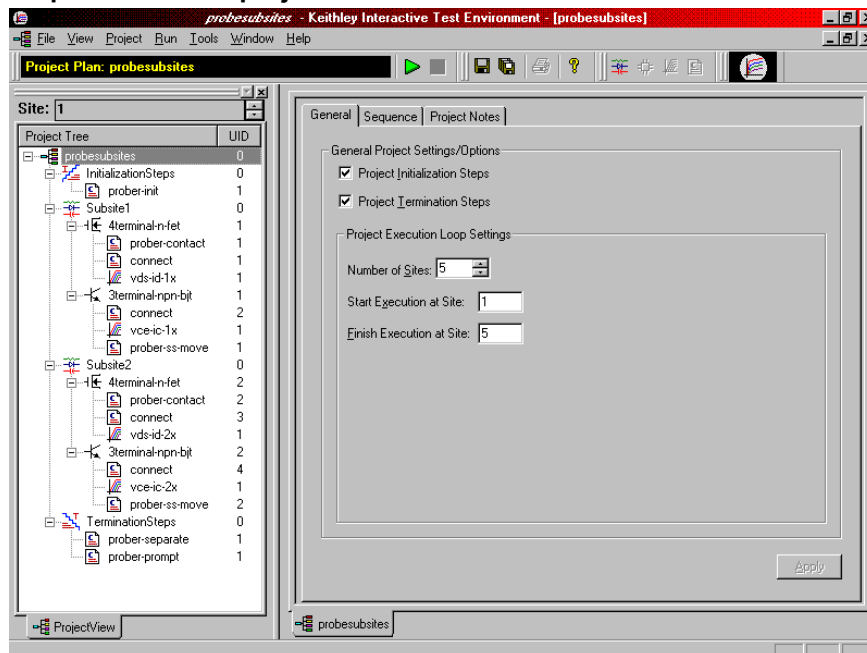 probesubsites - Keithley Interactive Test Environment - [probesubsites]
File View Project Run Tools Window Help
Project Plan: probesubsites
Site: 1
Project Tree UID
probesubsites 0
InitializationSteps 0
prober-init 1
Subsite1 0
4terminal-n-fet 1
prober-contact 1
connect 1
vds-id-1x 1
3terminal-npn-bjt 1
connect 2
vce-ic-1x 1
prober-ss-move 1
Subsite2 0
4terminal-n-fet 2
prober-contact 2
connect 3
vds-id-2x 1
3terminal-npn-bjt 2
connect 4
vce-ic-2x 1
prober-ss-move 2
TerminationSteps 0
prober-separate 1
prober-prompt 1
ProjectView
General Sequence Project Notes
General Project Settings/Options
Project Initialization Steps
Project Termination Steps
Project Execution Loop Settings
Number of Sites: 5
Start Execution at Site: 1
Finish Execution at Site: 5
Apply
probesubsites